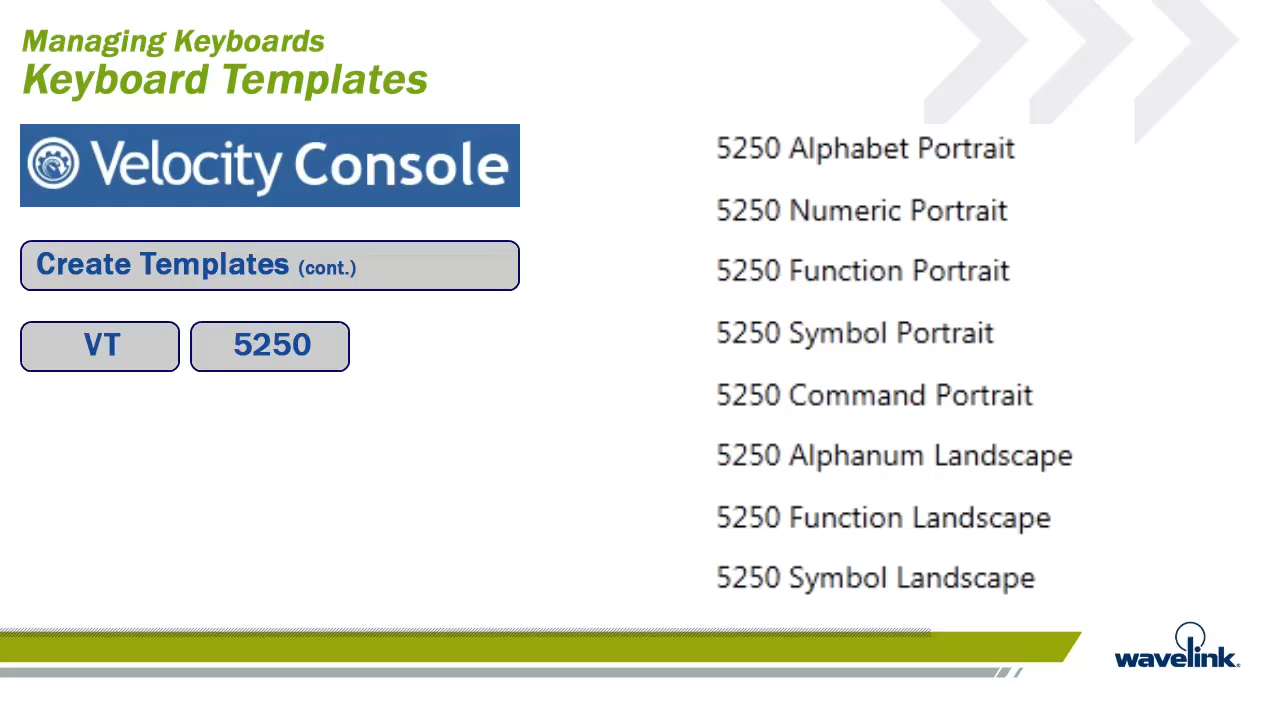 Managing Keyboards
Keyboard Templates
Velocity Console
Create Templates (cont.)
VT
5250
5250 Alphabet Portrait
5250 Numeric Portrait
5250 Function Portrait
5250 Symbol Portrait
5250 Command Portrait
5250 Alphanum Landscape
5250 Function Landscape
5250 Symbol Landscape
wavelink®